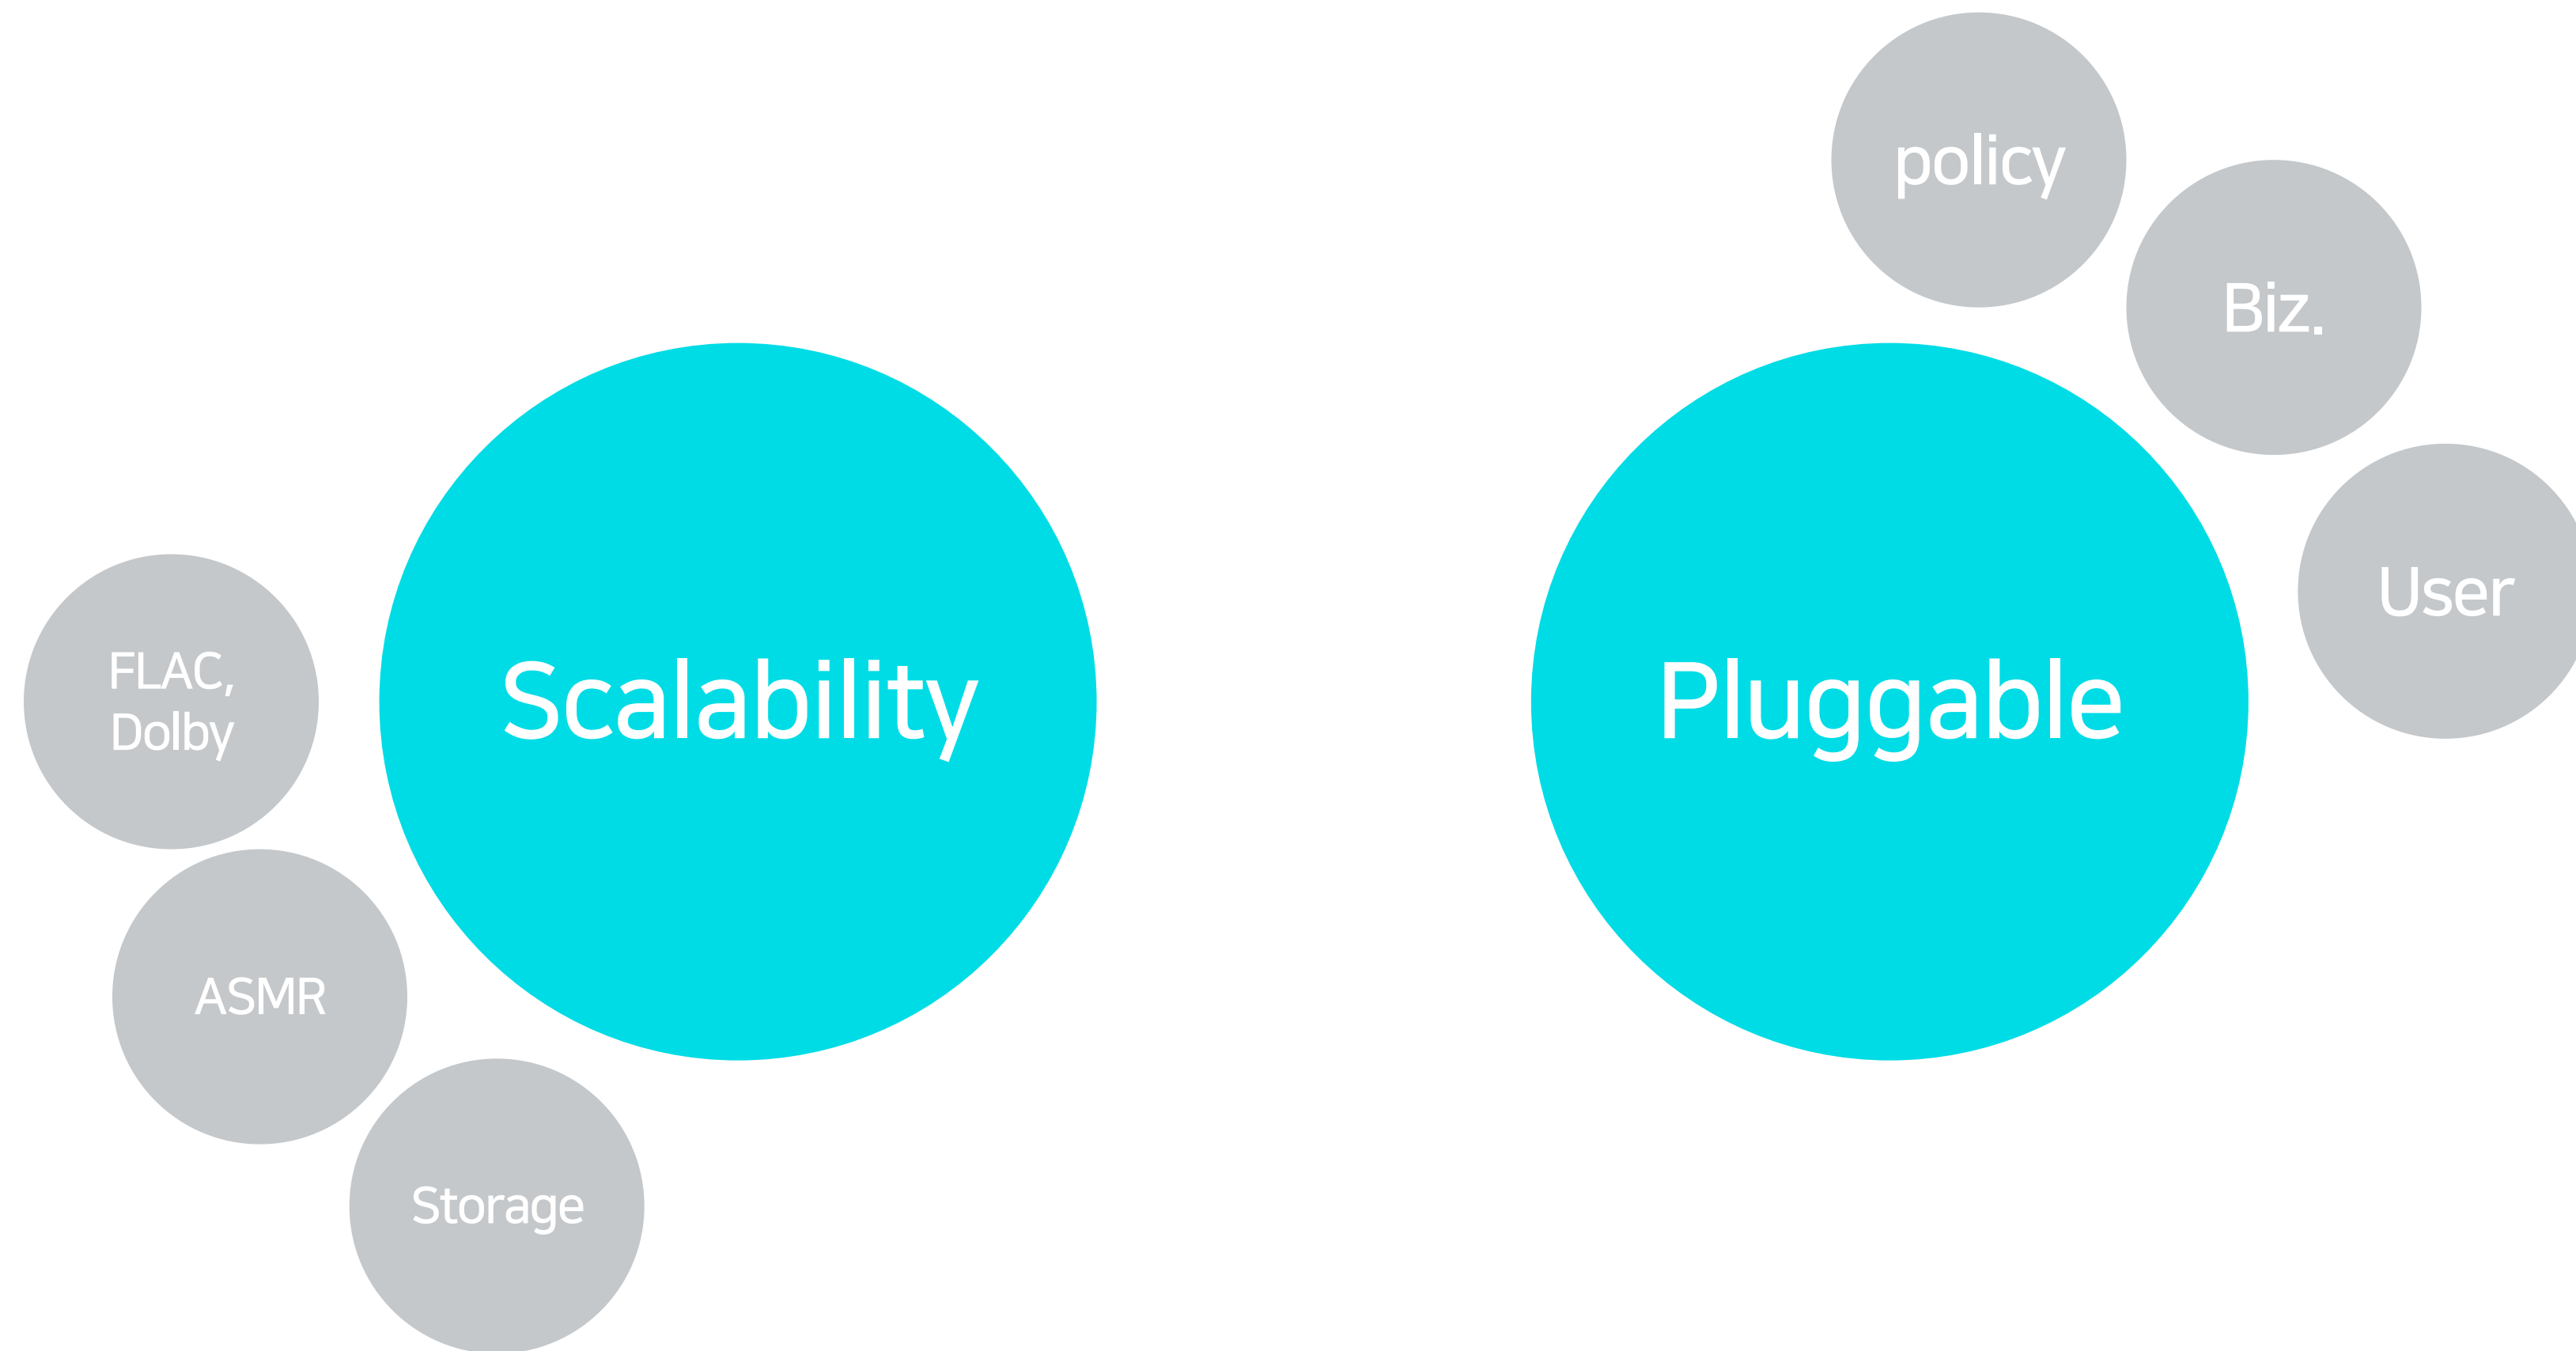 policy
Biz.
User
Scalability
Pluggable
FLAC,
Dolby
ASMR
Storage